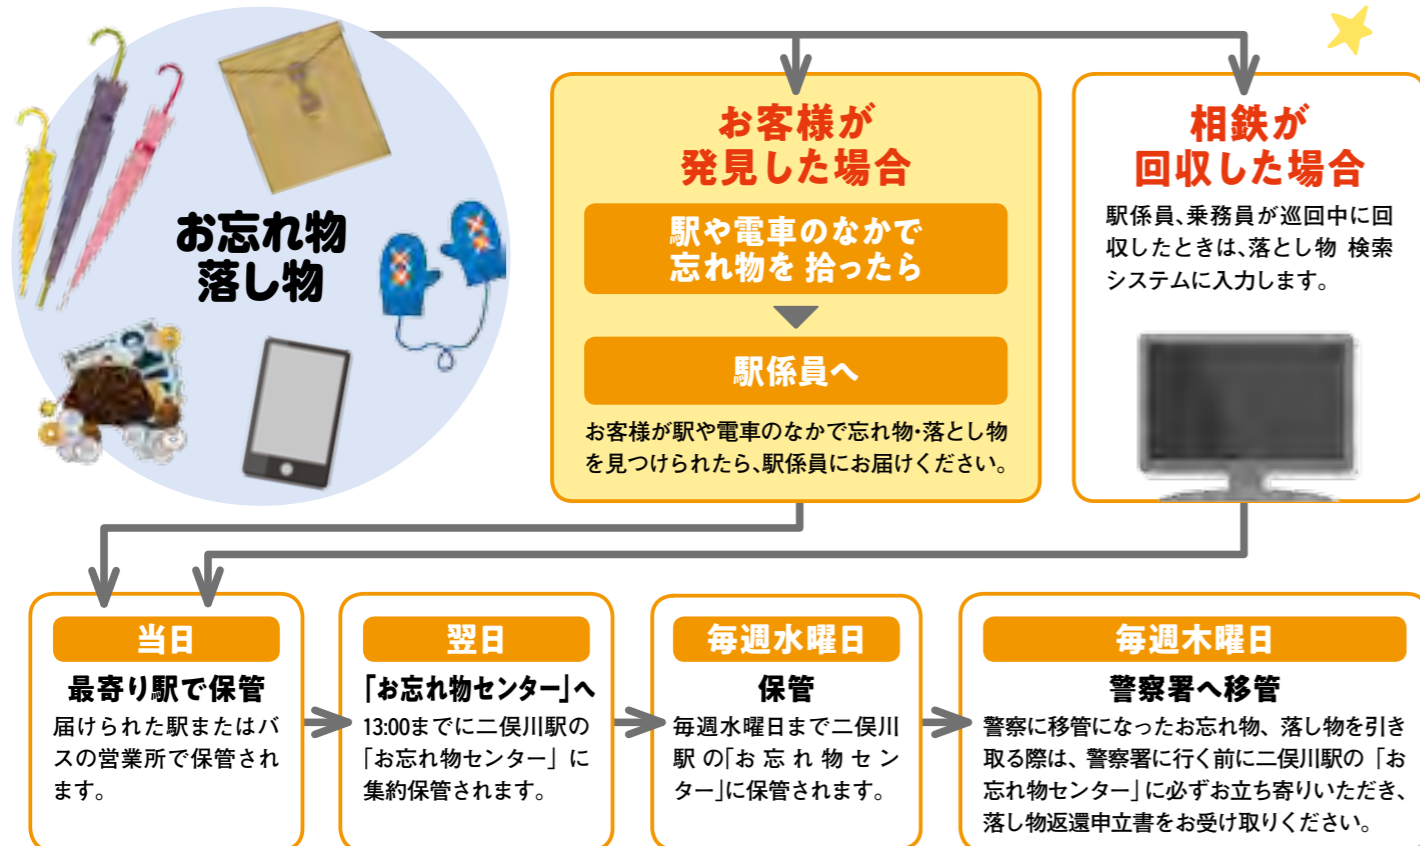 お忘れ物
落し物
お客様が
発見した場合
駅や電車のなかで
忘れ物を 拾ったら
駅係員へ
お客様が駅や電車のなかで忘れ物・落とし物
を見つけられたら、駅係員にお届けください。
相鉄が
回収した場合
駅係員、乗務員が巡回中に回
収したときは、落とし物 検索
システムに入力します。
当日
最寄り駅で保管
届けられた駅またはバ
スの営業所で保管され
ます。
翌日
「お忘れ物センター」へ
13:00までに二俣川駅の
「お忘れ物センター」に
集約保管されます。
毎週水曜日
保管
毎週水曜日まで二俣川
駅の「お忘れ物セン
ター」に保管されます。
毎週木曜日
警察署へ移管
警察に移管になったお忘れ物、落し物を引き
取る際は、警察署に行く前に二俣川駅の「お
忘れ物センター」に必ずお立ち寄りいただき、
落し物返還申立書をお受け取りください。